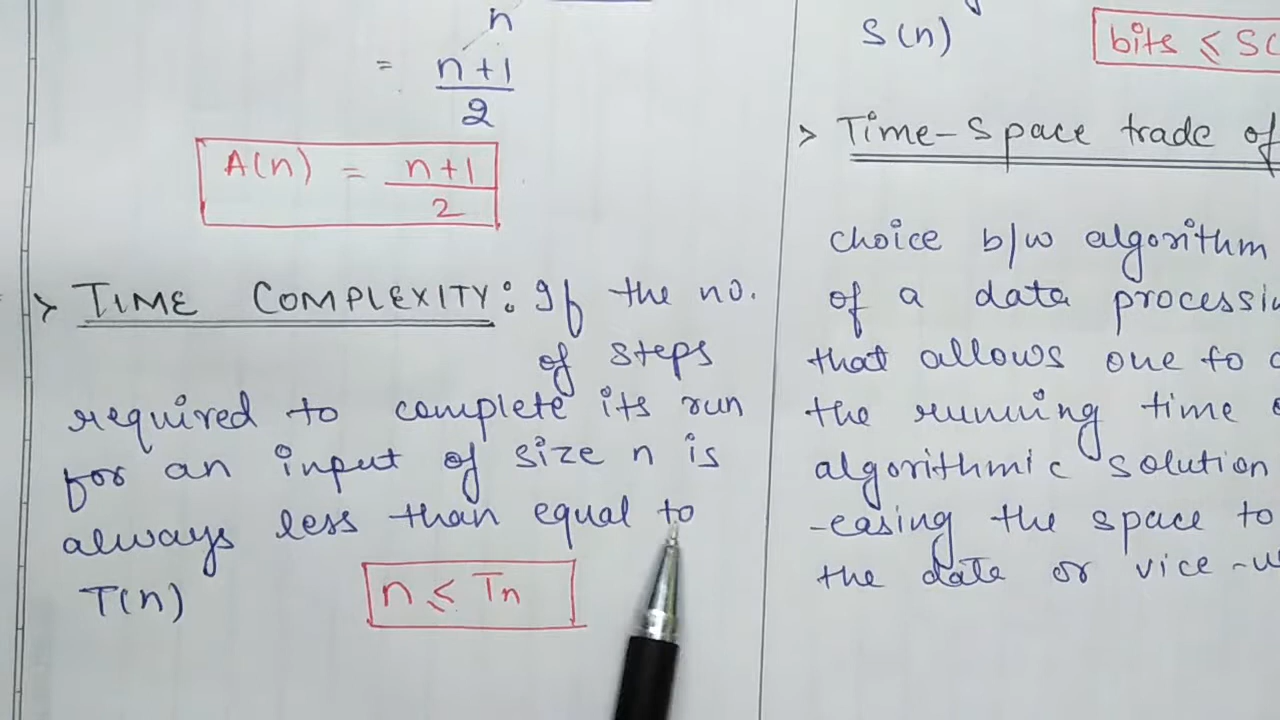 n
= n+1
2
A(n) = n+1
2
> TIME COMPLEXITY: If the no.
of steps
required to complete its run
for an input of size n is
always less than equal to
T(n)
n ≤ Tn
S(n)
bits ≤ S(
> Time-Space trade of
choice b/w algorithm
of a data processi
that allows one to
the running time
algorithmic solution
-easing the space to
the date or vice-v